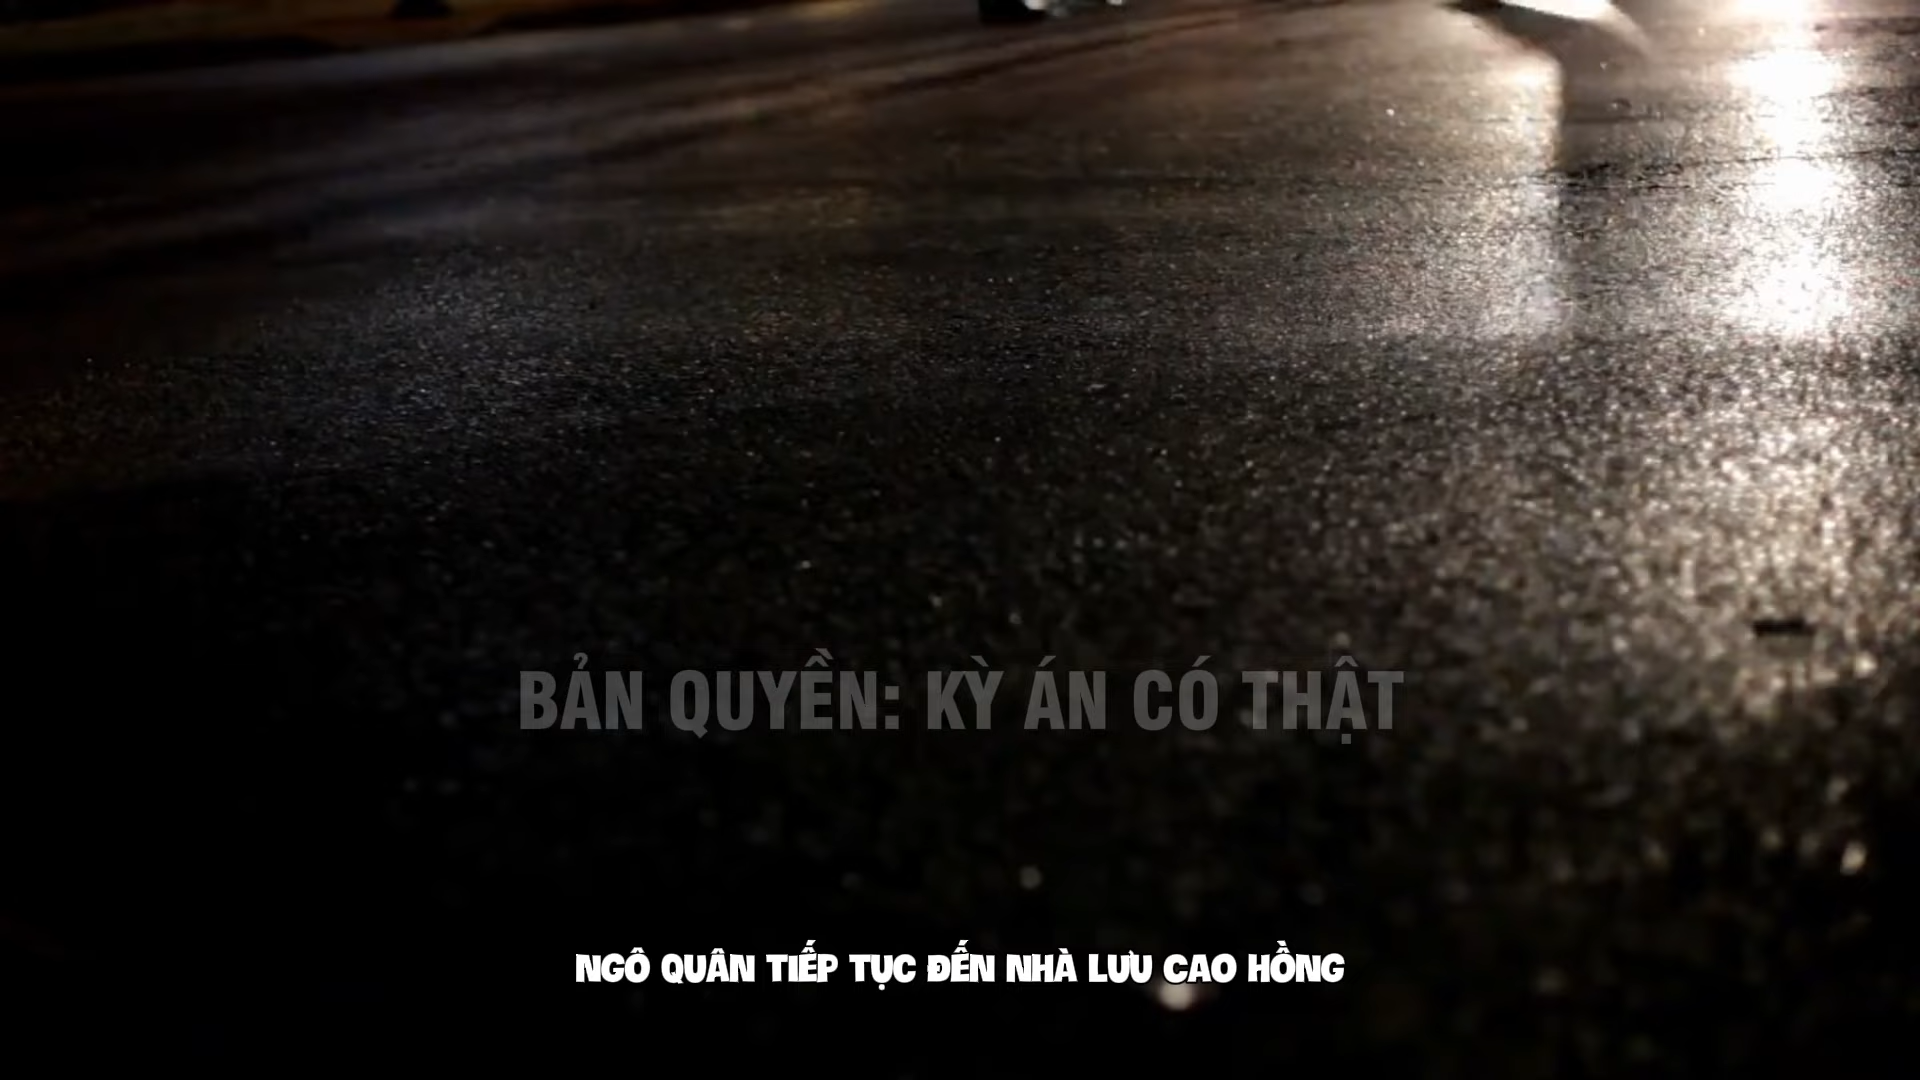 BẢN QUYỀN: KỲ ÁN CÓ THẬT
NGÔ QUÂN TIẾP TỤC ĐẾN NHÀ LƯU CAO HỒNG